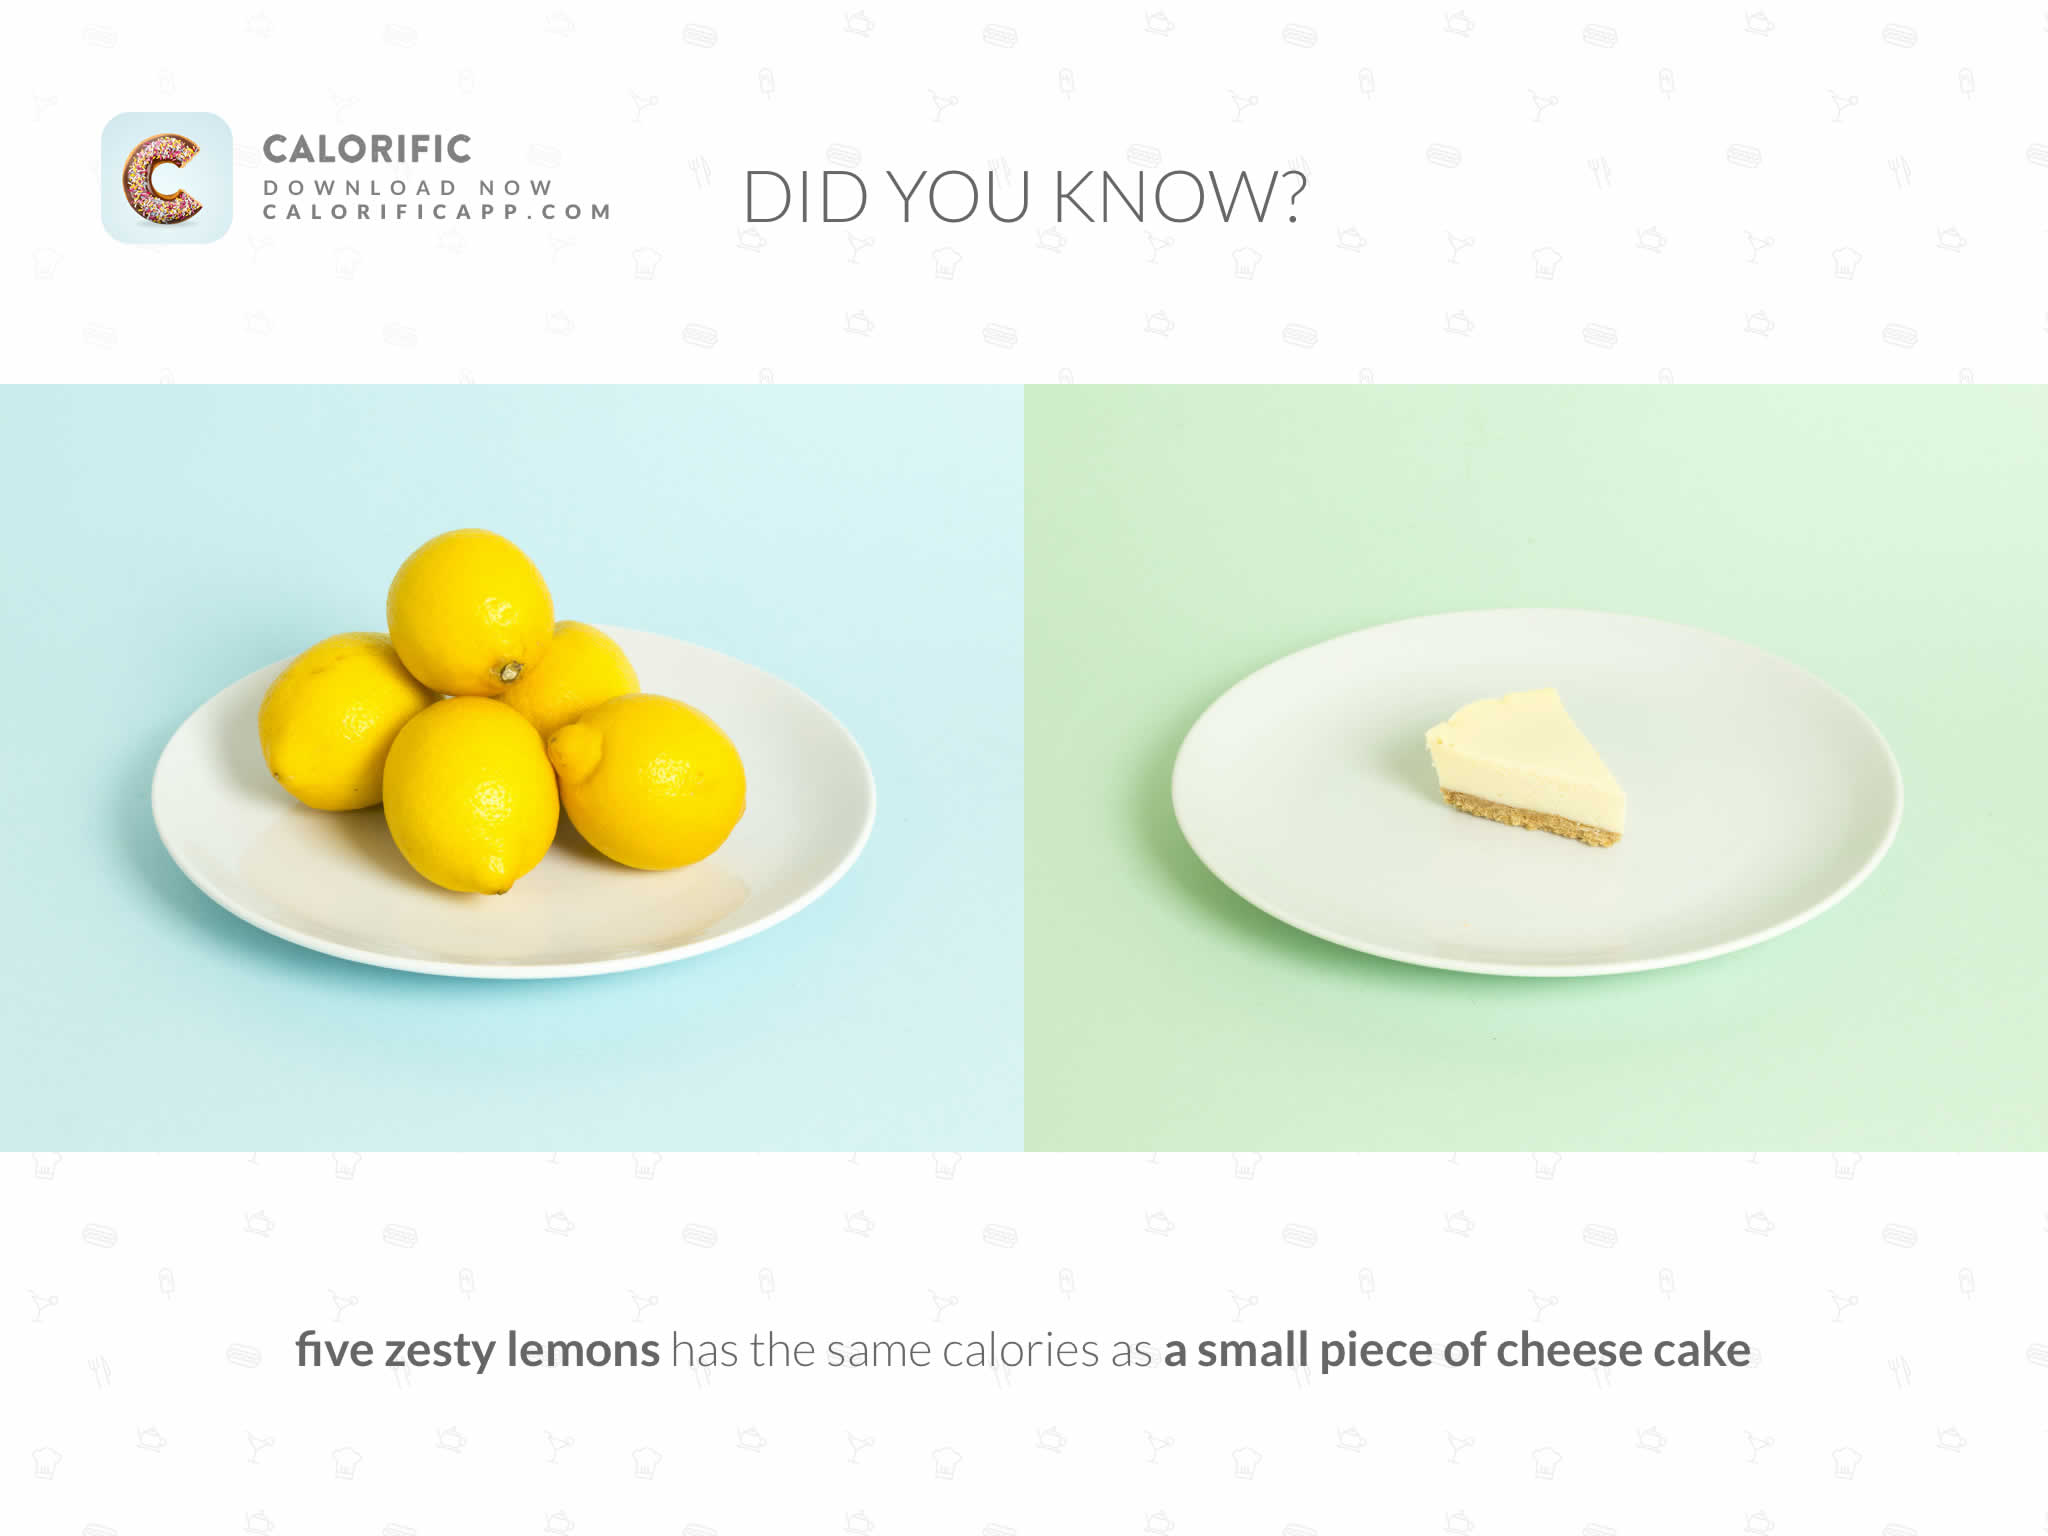 CALORIFIC
DOWNLOAD NOW
CALORIFICAPP.COM
DID YOU KNOW?
five zesty lemons has the same calories as a small piece of cheese cake